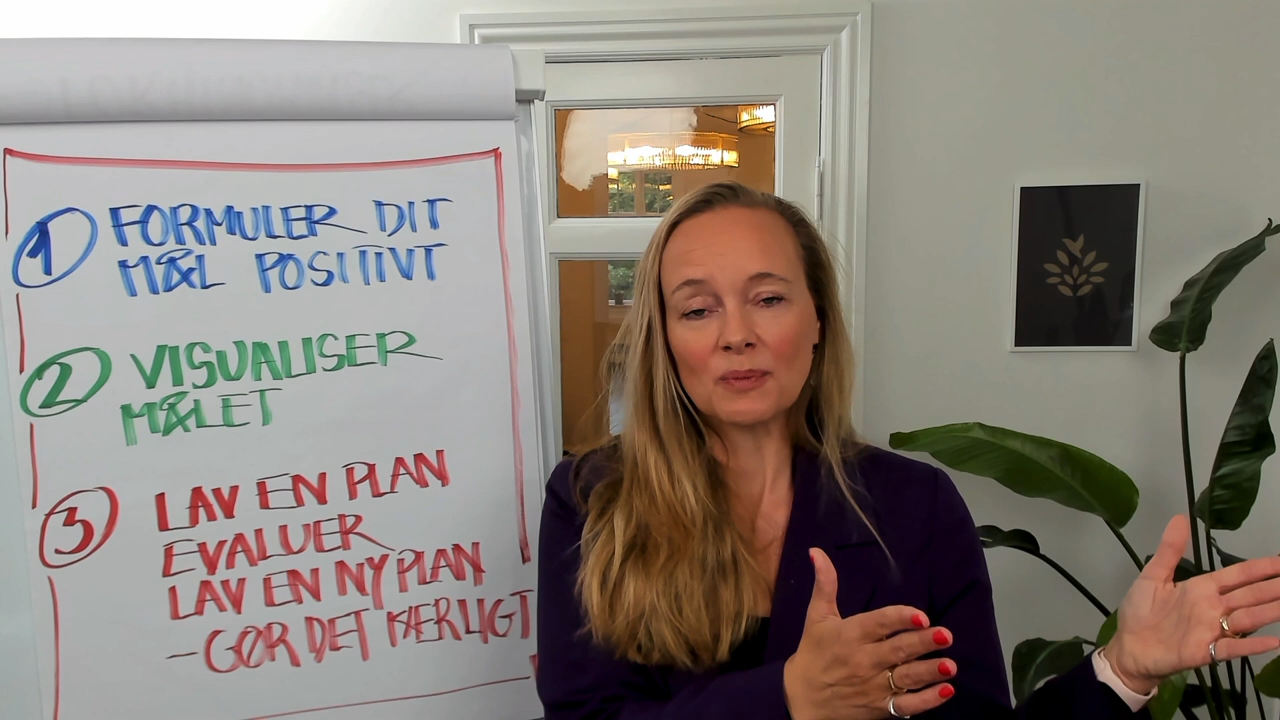 1 FORMULER DIT
MÅL POSITIVT
2 VISUALISER
MÅLET
3 LAV EN PLAN
EVALUER
LAV EN NY PLAN
- GØR DET KÆRLIGT